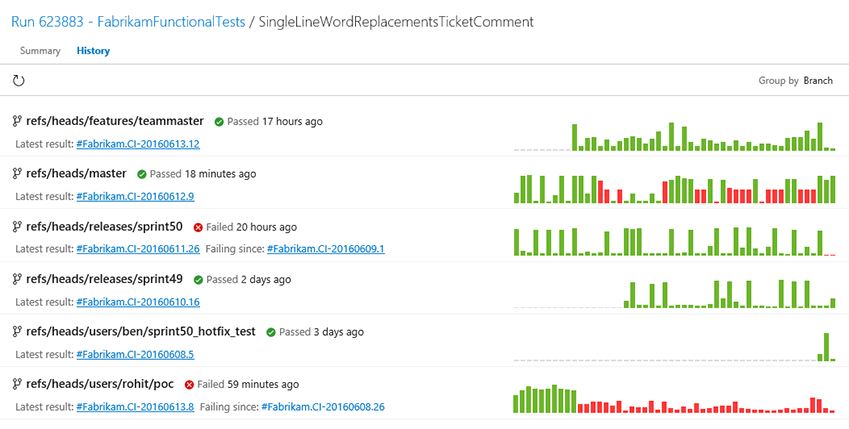 Run 623883 - FabrikamFunctionalTests / SingleLineWordReplacementsTicketComment
Summary History
Group by Branch
refs/heads/features/teammaster Passed 17 hours ago
Latest result: #Fabrikam.CI-20160613.12
refs/heads/master Passed 18 minutes ago
Latest result: #Fabrikam.CI-20160612.9
refs/heads/releases/sprint50 Failed 20 hours ago
Latest result: #Fabrikam.CI-20160611.26 Failing since: #Fabrikam.CI-20160609.1
refs/heads/releases/sprint49 Passed 2 days ago
Latest result: #Fabrikam.CI-20160610.16
refs/heads/users/ben/sprint50_hotfix_test Passed 3 days ago
Latest result: #Fabrikam.CI-20160608.5
refs/heads/users/rohit/poc Failed 59 minutes ago
Latest result: #Fabrikam.CI-20160613.8 Failing since: #Fabrikam.CI-20160608.26